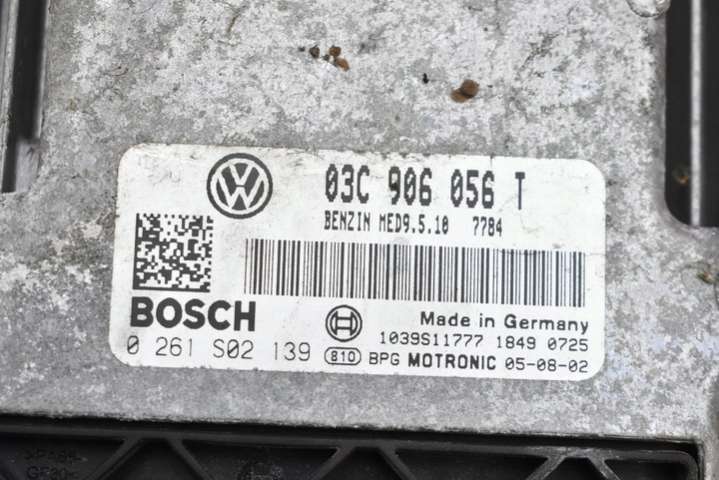 03C 906 056 T
BENZIN MED9.5.10 7784
BOSCH
Made in Germany
1039S11777 1849 0725
0 261 S02 139
810 BPG MOTRONIC 05-08-02